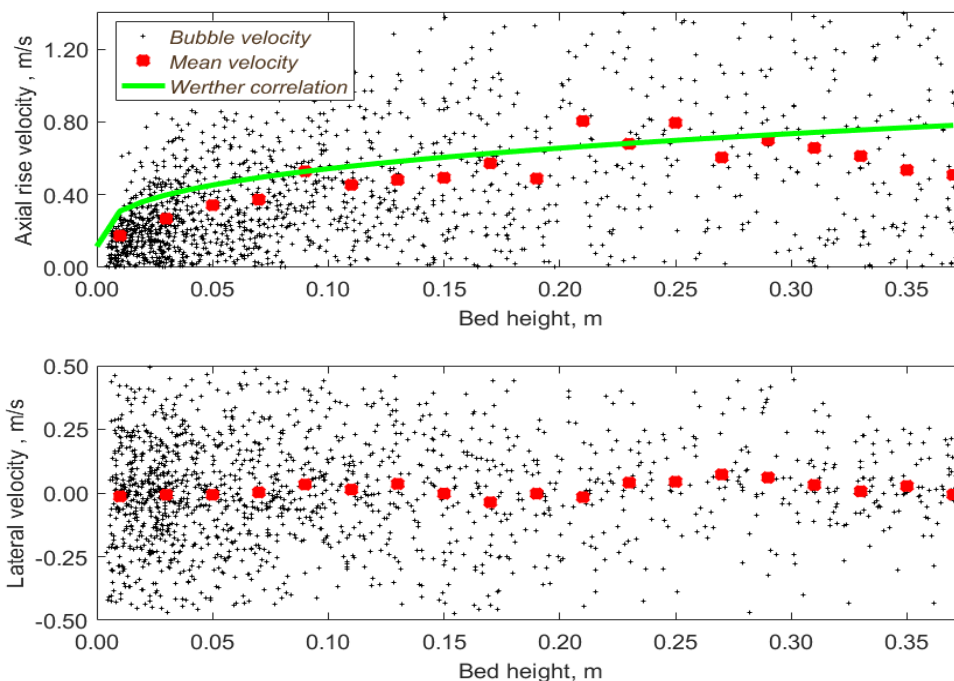 Axial rise velocity , m/s
1.20
0.80
0.40
0.00
Bubble velocity
Mean velocity
Werther correlation
0.00 0.05 0.10 0.15 0.20 0.25 0.30 0.35
Bed height, m
Lateral velocity , m/s
0.50
0.25
0.00
-0.25
-0.50
0.00 0.05 0.10 0.15 0.20 0.25 0.30 0.35
Bed height, m